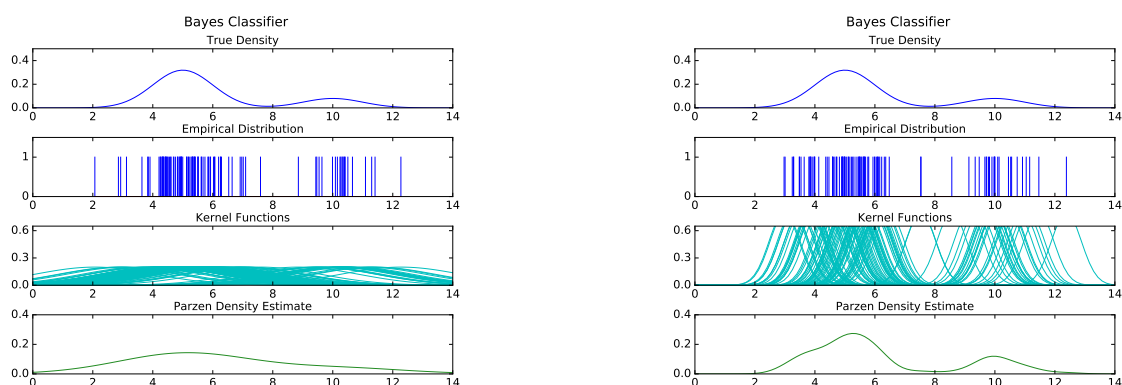 Bayes Classifier
True Density
0.4
0.2
0.0
0 2 4 6 8 10 12 14
Empirical Distribution
1
0
0 2 4 6 8 10 12 14
Kernel Functions
0.6
0.3
0.0
0 2 4 6 8 10 12 14
Parzen Density Estimate
0.4
0.2
0.0
0 2 4 6 8 10 12 14
Bayes Classifier
True Density
0.4
0.2
0.0
0 2 4 6 8 10 12 14
Empirical Distribution
1
0
0 2 4 6 8 10 12 14
Kernel Functions
0.6
0.3
0.0
0 2 4 6 8 10 12 14
Parzen Density Estimate
0.4
0.2
0.0
0 2 4 6 8 10 12 14